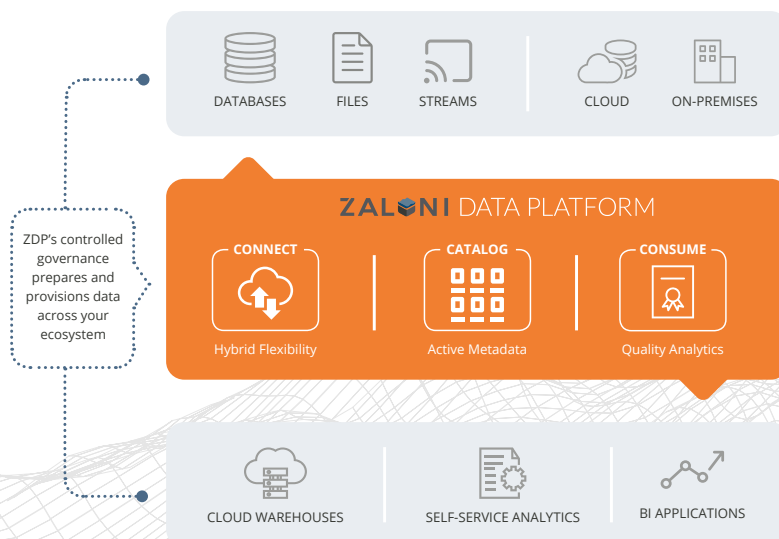 DATABASES
FILES
STREAMS
CLOUD
ON-PREMISES
ZALONI DATA PLATFORM
ZDP's controlled
governance
prepares and
provisions data
across your
ecosystem
CONNECT
CATALOG
CONSUME
Hybrid Flexibility
Active Metadata
Quality Analytics
CLOUD WAREHOUSES
SELF-SERVICE ANALYTICS
BI APPLICATIONS